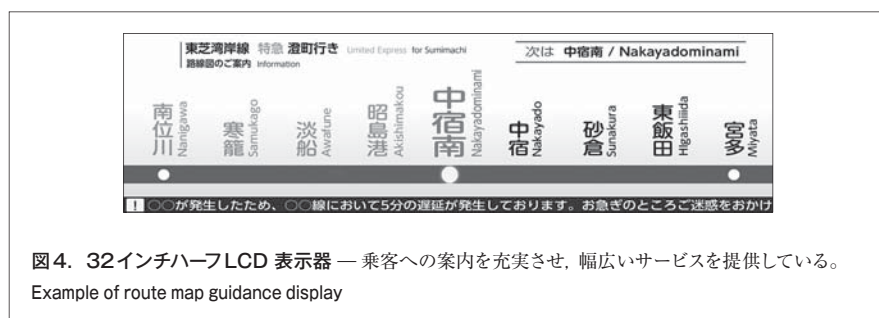 東芝湾岸線 特急 澄町行き United Express for Sumimachi
路線図のご案内 Information
次は 中宿南 / Nakayadominami
南位川 Nanigawa
寒籠 Samukago
淡船 Awafune
昭島港 Akishimakou
中宿南 Nakayadominami
中宿 Nakayado
砂倉 Sunakura
東飯田 Higashiiida
宮多 Miyata
! ○○が発生したため、○○線において5分の遅延が発生しております。お急ぎのところご迷惑をおかけ
図4. 32インチハーフLCD 表示器 — 乗客への案内を充実させ, 幅広いサービスを提供している。
Example of route map guidance display